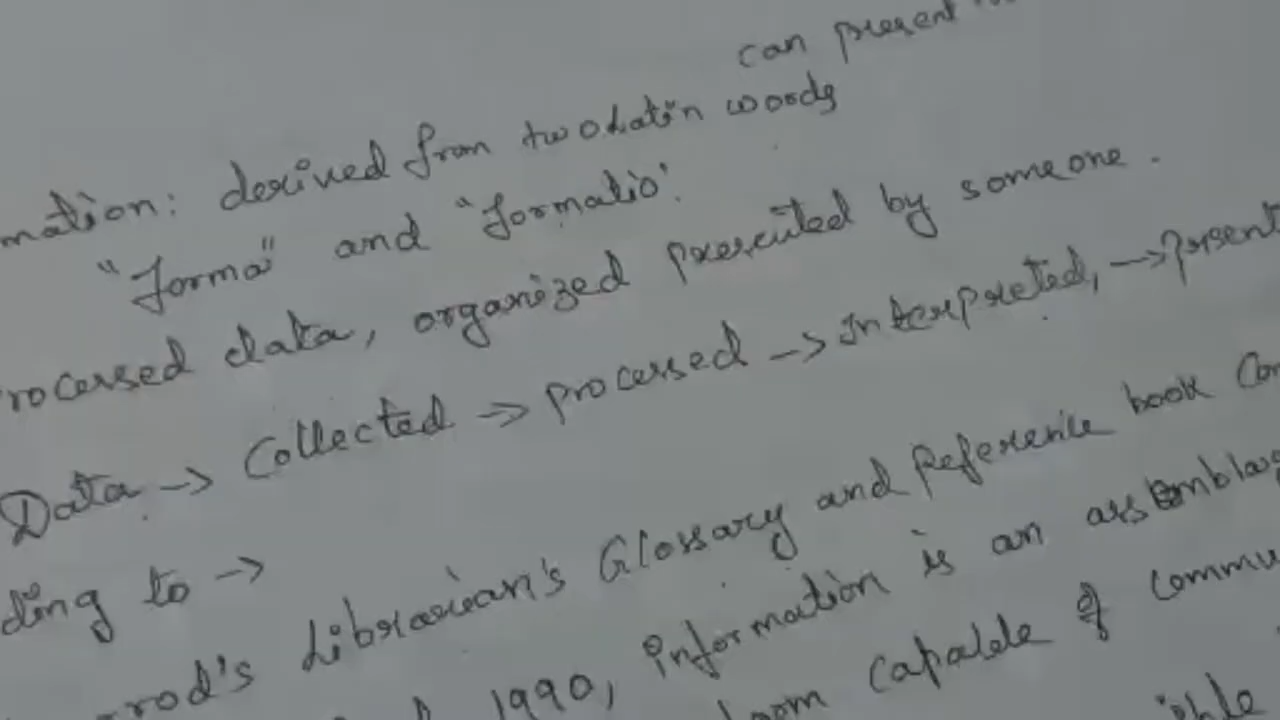 can present
mation: derived from two Latin words
"forma" and "formatio".
rocessed data, organized presented by someone.
Data -> Collected -> processed -> interpreted, -> Present
ding to ->
rod's Librarian's Glossary and Reference book Com
1990, information is an assemblag
form capable of commu